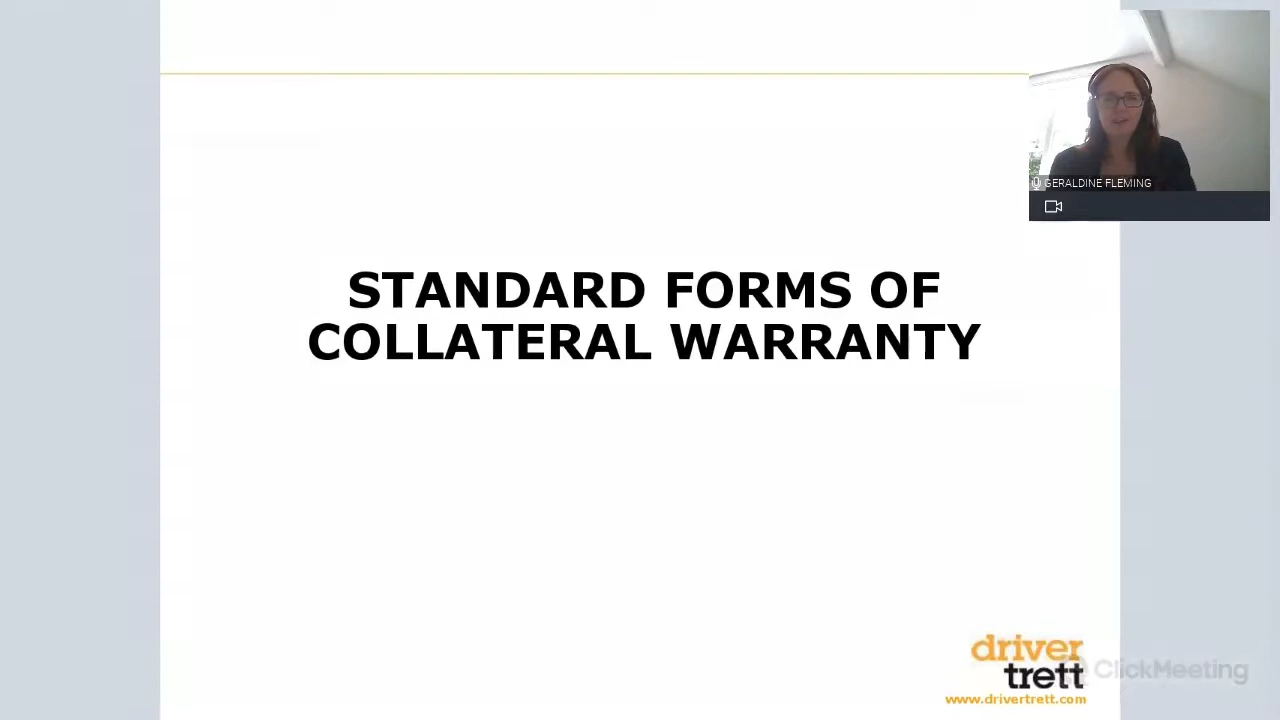 GERALDINE FLEMING
STANDARD FORMS OF
COLLATERAL WARRANTY
driver
trett
ClickMeeting
www.drivertrett.com